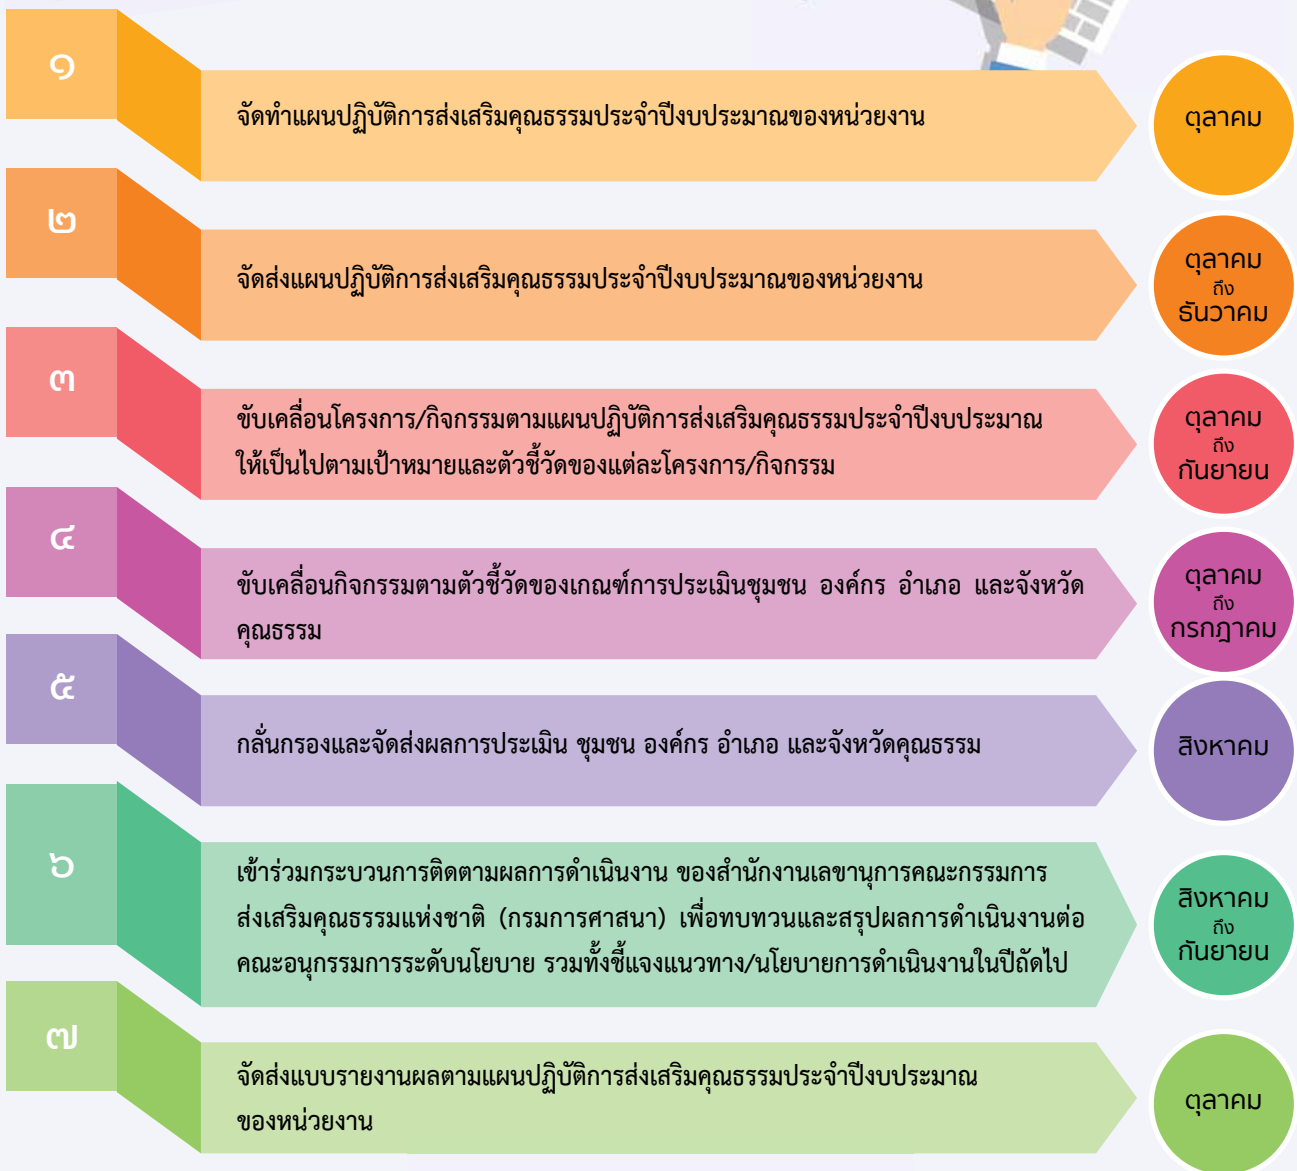 ๑
จัดทำแผนปฏิบัติการส่งเสริมคุณธรรมประจำปีงบประมาณของหน่วยงาน
ตุลาคม
๒
จัดส่งแผนปฏิบัติการส่งเสริมคุณธรรมประจำปีงบประมาณของหน่วยงาน
ตุลาคม
ถึง
ธันวาคม
๓
ขับเคลื่อนโครงการ/กิจกรรมตามแผนปฏิบัติการส่งเสริมคุณธรรมประจำปีงบประมาณ
ให้เป็นไปตามเป้าหมายและตัวชี้วัดของแต่ละโครงการ/กิจกรรม
ตุลาคม
ถึง
กันยายน
๔
ขับเคลื่อนกิจกรรมตามตัวชี้วัดของเกณฑ์การประเมินชุมชน องค์กร อำเภอ และจังหวัด
คุณธรรม
ตุลาคม
ถึง
กรกฎาคม
๕
กลั่นกรองและจัดส่งผลการประเมิน ชุมชน องค์กร อำเภอ และจังหวัดคุณธรรม
สิงหาคม
๖
เข้าร่วมกระบวนการติดตามผลการดำเนินงาน ของสำนักงานเลขานุการคณะกรรมการ
ส่งเสริมคุณธรรมแห่งชาติ (กรมการศาสนา) เพื่อทบทวนและสรุปผลการดำเนินงานต่อ
คณะอนุกรรมการระดับนโยบาย รวมทั้งชี้แจงแนวทาง/นโยบายการดำเนินงานในปีถัดไป
สิงหาคม
ถึง
กันยายน
๗
จัดส่งแบบรายงานผลตามแผนปฏิบัติการส่งเสริมคุณธรรมประจำปีงบประมาณ
ของหน่วยงาน
ตุลาคม